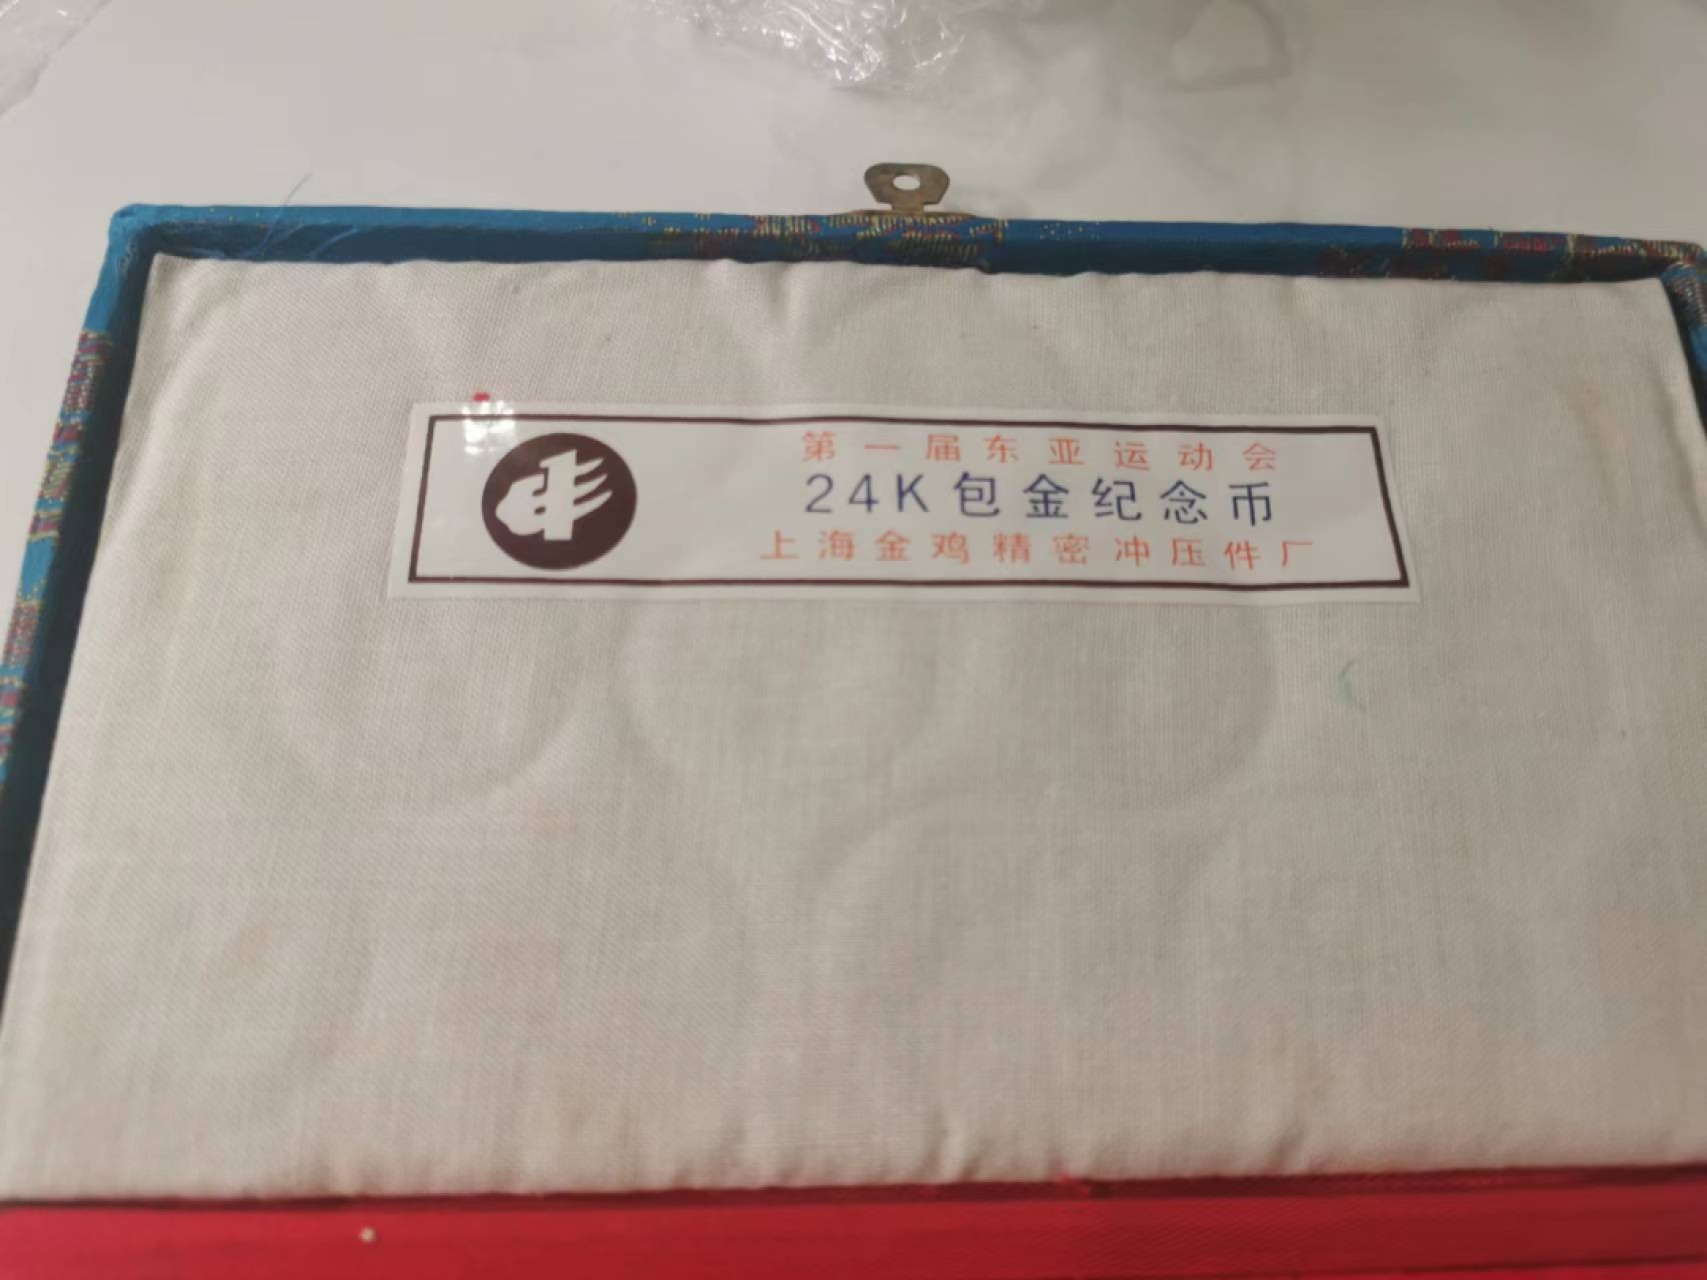 第一届东亚运动会
24K包金纪念币
上海金鸡精密冲压件厂